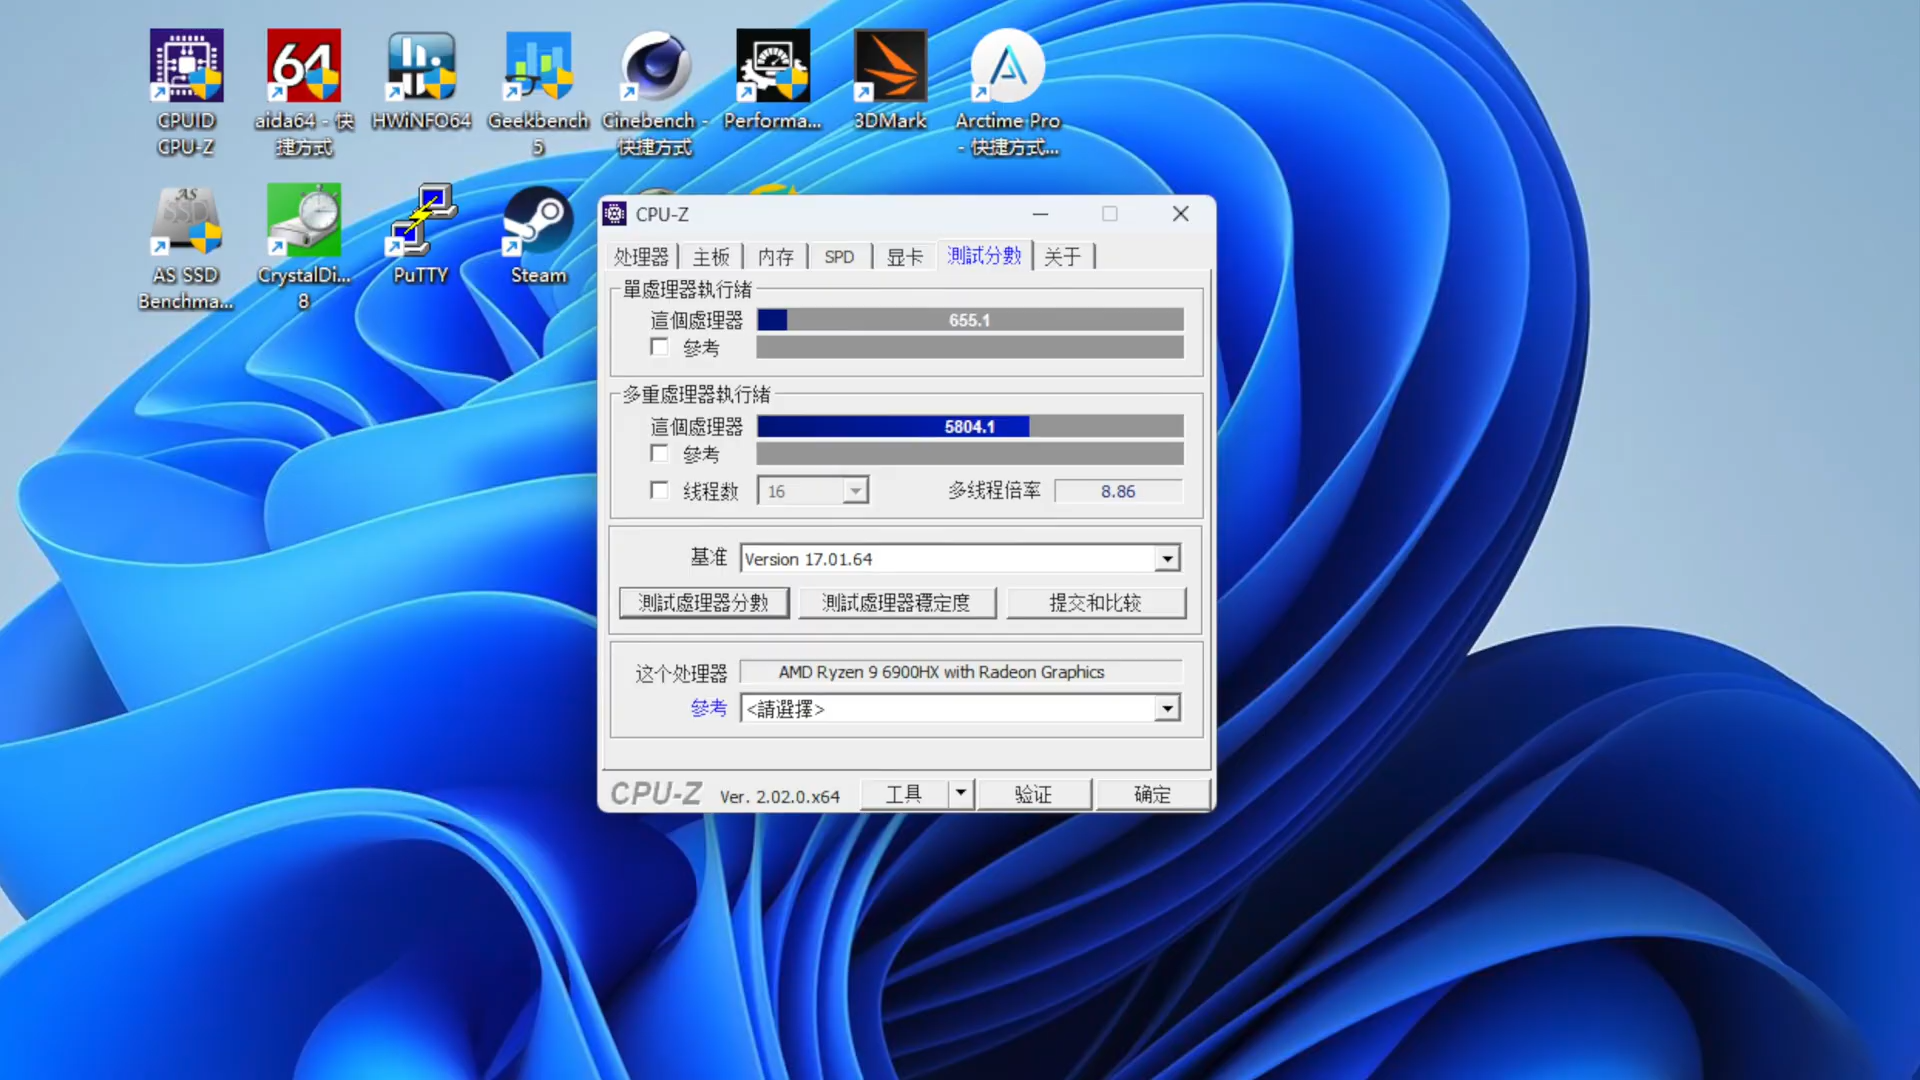 CPUID
CPU-Z
aida64 - 快
捷方式
HWiNFO64
Geekbench
5
Cinebench -
快捷方式
Performa...
3DMark
Arctime Pro
- 快捷方式...
AS SSD
Benchma...
CrystalDi...
8
PuTTY
Steam
CPU-Z
处理器 主板 内存 SPD 显卡 測試分數 关于
單處理器執行緒
這個處理器 655.1
參考
多重處理器執行緒
這個處理器 5804.1
參考
线程数 16 多线程倍率 8.86
基准 Version 17.01.64
測試處理器分數 測試處理器穩定度 提交和比较
这个处理器 AMD Ryzen 9 6900HX with Radeon Graphics
參考 <請選擇>
CPU-Z Ver. 2.02.0.x64 工具 验证 确定